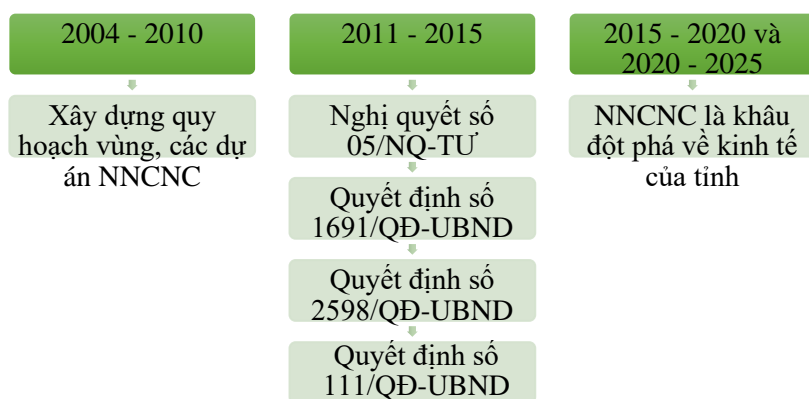 2004 - 2010
Xây dựng quy
hoạch vùng, các dự
án NNCNC
2011 - 2015
Nghị quyết số
05/NQ-TƯ
Quyết định số
1691/QĐ-UBND
Quyết định số
2598/QĐ-UBND
Quyết định số
111/QĐ-UBND
2015 - 2020 và
2020 - 2025
NNCNC là khâu
đột phá về kinh tế
của tỉnh